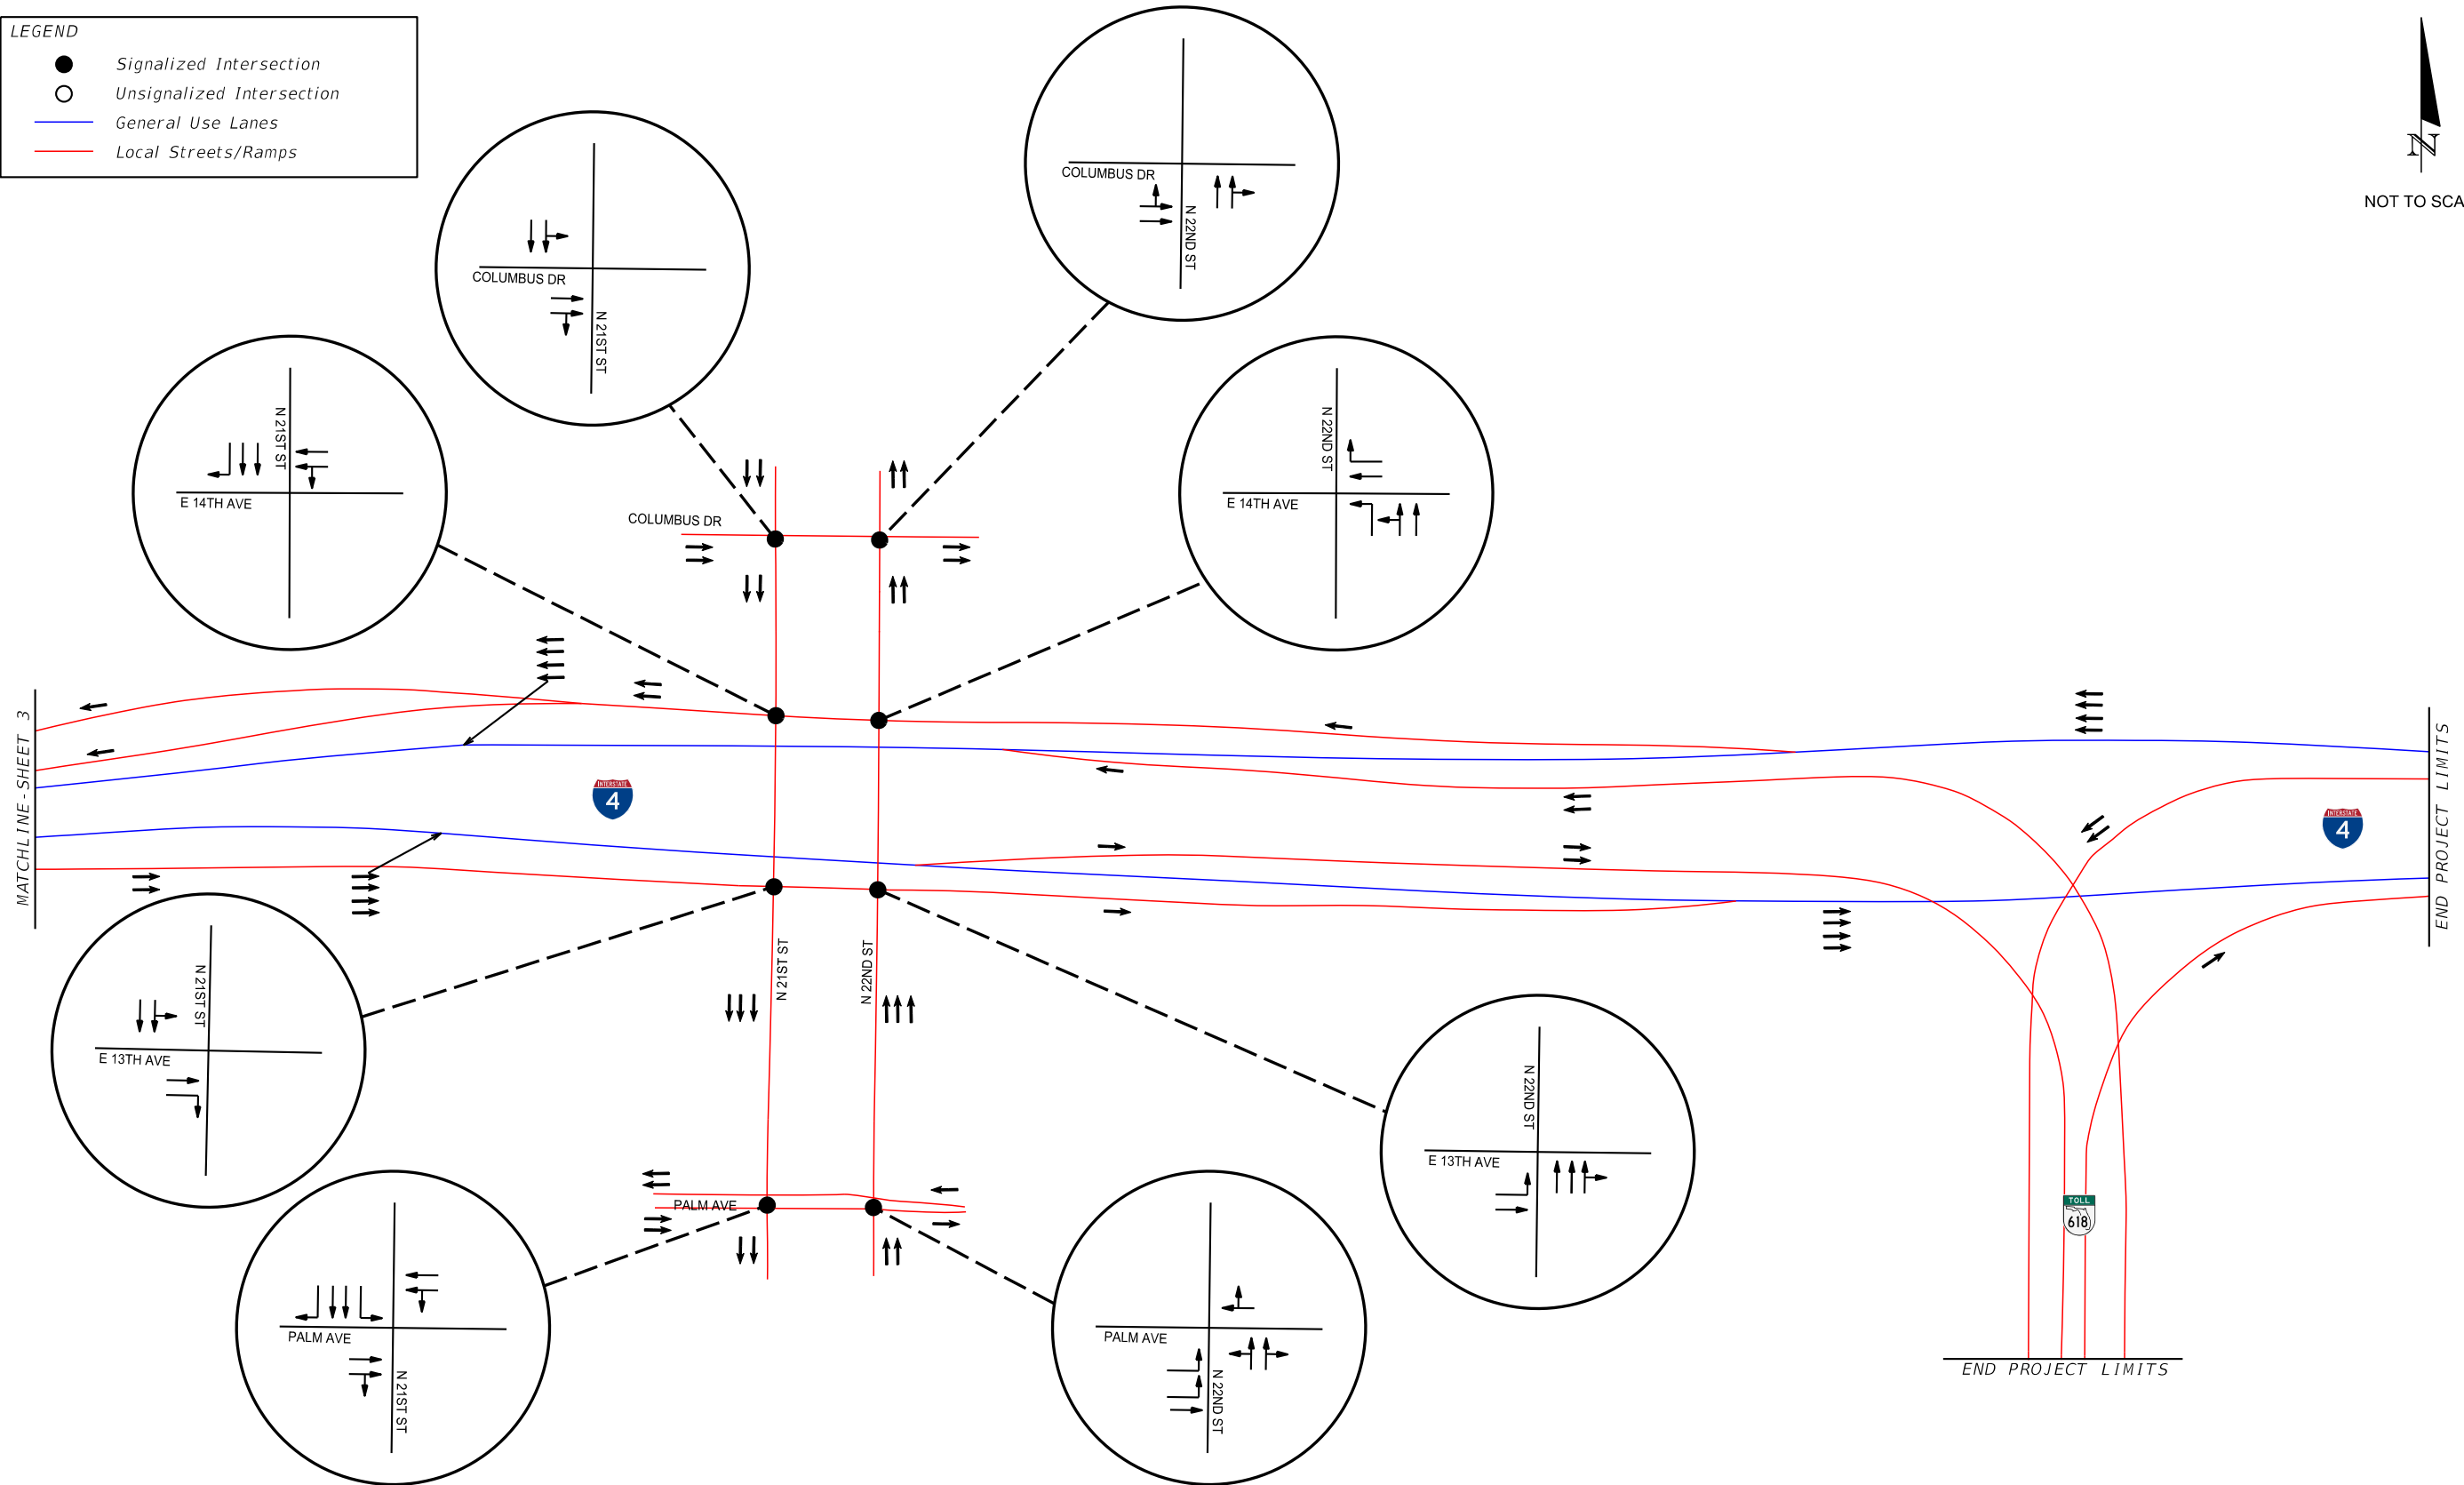 LEGEND
Signalized Intersection
Unsignalized Intersection
General Use Lanes
Local Streets/Ramps
N
NOT TO SCA
COLUMBUS DR
N 22ND ST
COLUMBUS DR
N 21ST ST
N 21ST ST
E 14TH AVE
N 22ND ST
E 14TH AVE
COLUMBUS DR
MATCHLINE-SHEET 3
INTERSTATE
4
INTERSTATE
4
END PROJECT LIMITS
N 21ST ST
N 22ND ST
N 21ST ST
E 13TH AVE
N 22ND ST
E 13TH AVE
PALM AVE
TOLL
618
PALM AVE
N 21ST ST
PALM AVE
N 22ND ST
END PROJECT LIMITS